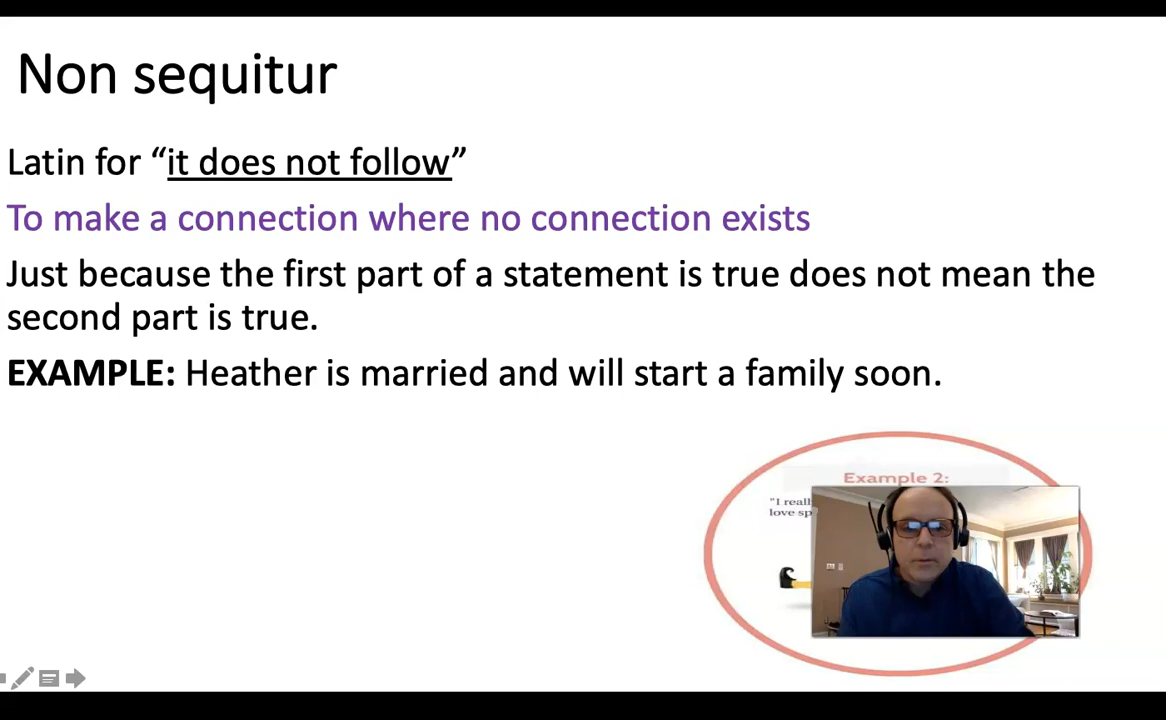 Non sequitur
Latin for “it does not follow”
To make a connection where no connection exists
Just because the first part of a statement is true does not mean the
second part is true.
EXAMPLE: Heather is married and will start a family soon.
Example 2:
"I
love